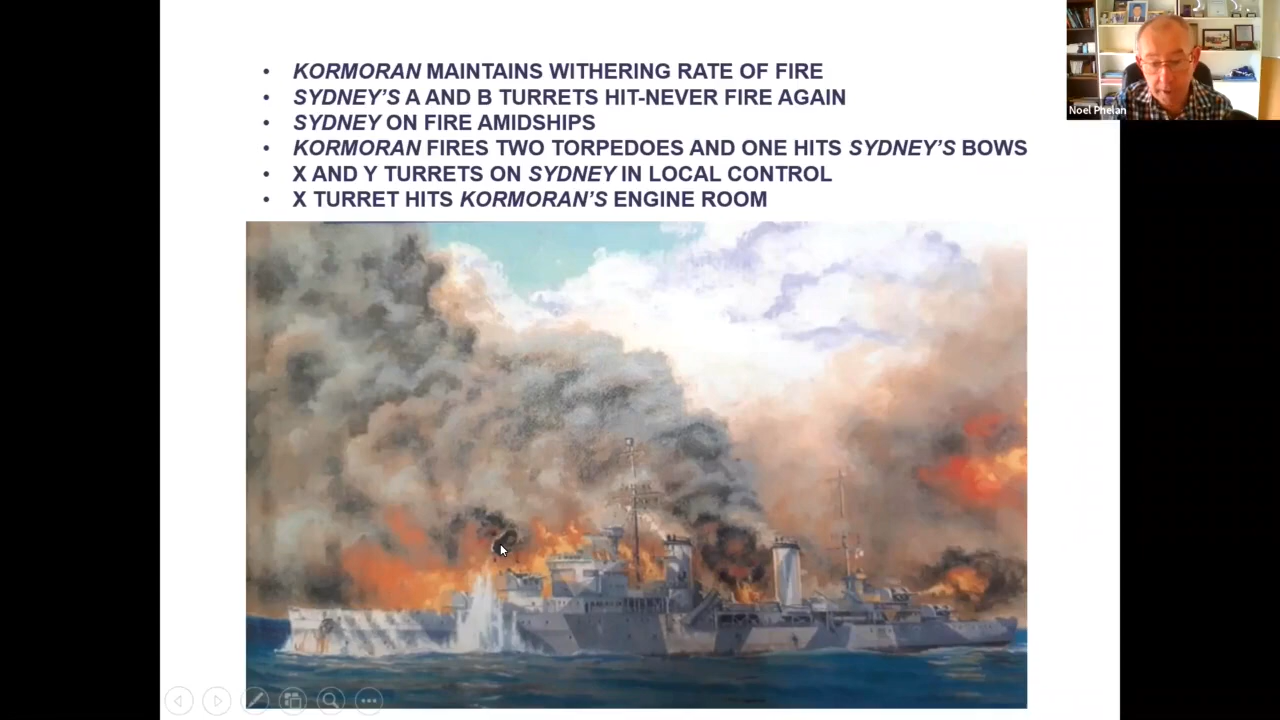 • KORMORAN MAINTAINS WITHERING RATE OF FIRE
• SYDNEY'S A AND B TURRETS HIT-NEVER FIRE AGAIN
• SYDNEY ON FIRE AMIDSHIPS
• KORMORAN FIRES TWO TORPEDOES AND ONE HITS SYDNEY'S BOWS
• X AND Y TURRETS ON SYDNEY IN LOCAL CONTROL
• X TURRET HITS KORMORAN'S ENGINE ROOM
Noel Phelan